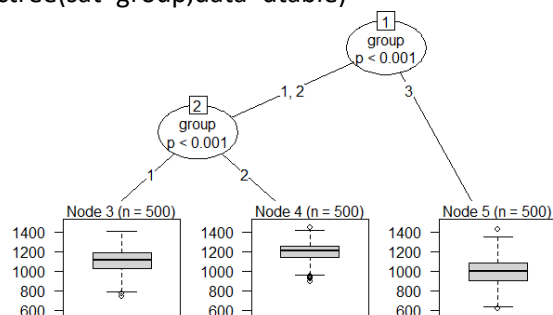 stree(sat~group,data=dtable)
1
group
p < 0.001
1, 2
3
2
group
p < 0.001
1
2
Node 3 (n = 500)
Node 4 (n = 500)
Node 5 (n = 500)
1400
1200
1000
800
600
1400
1200
1000
800
600
1400
1200
1000
800
600